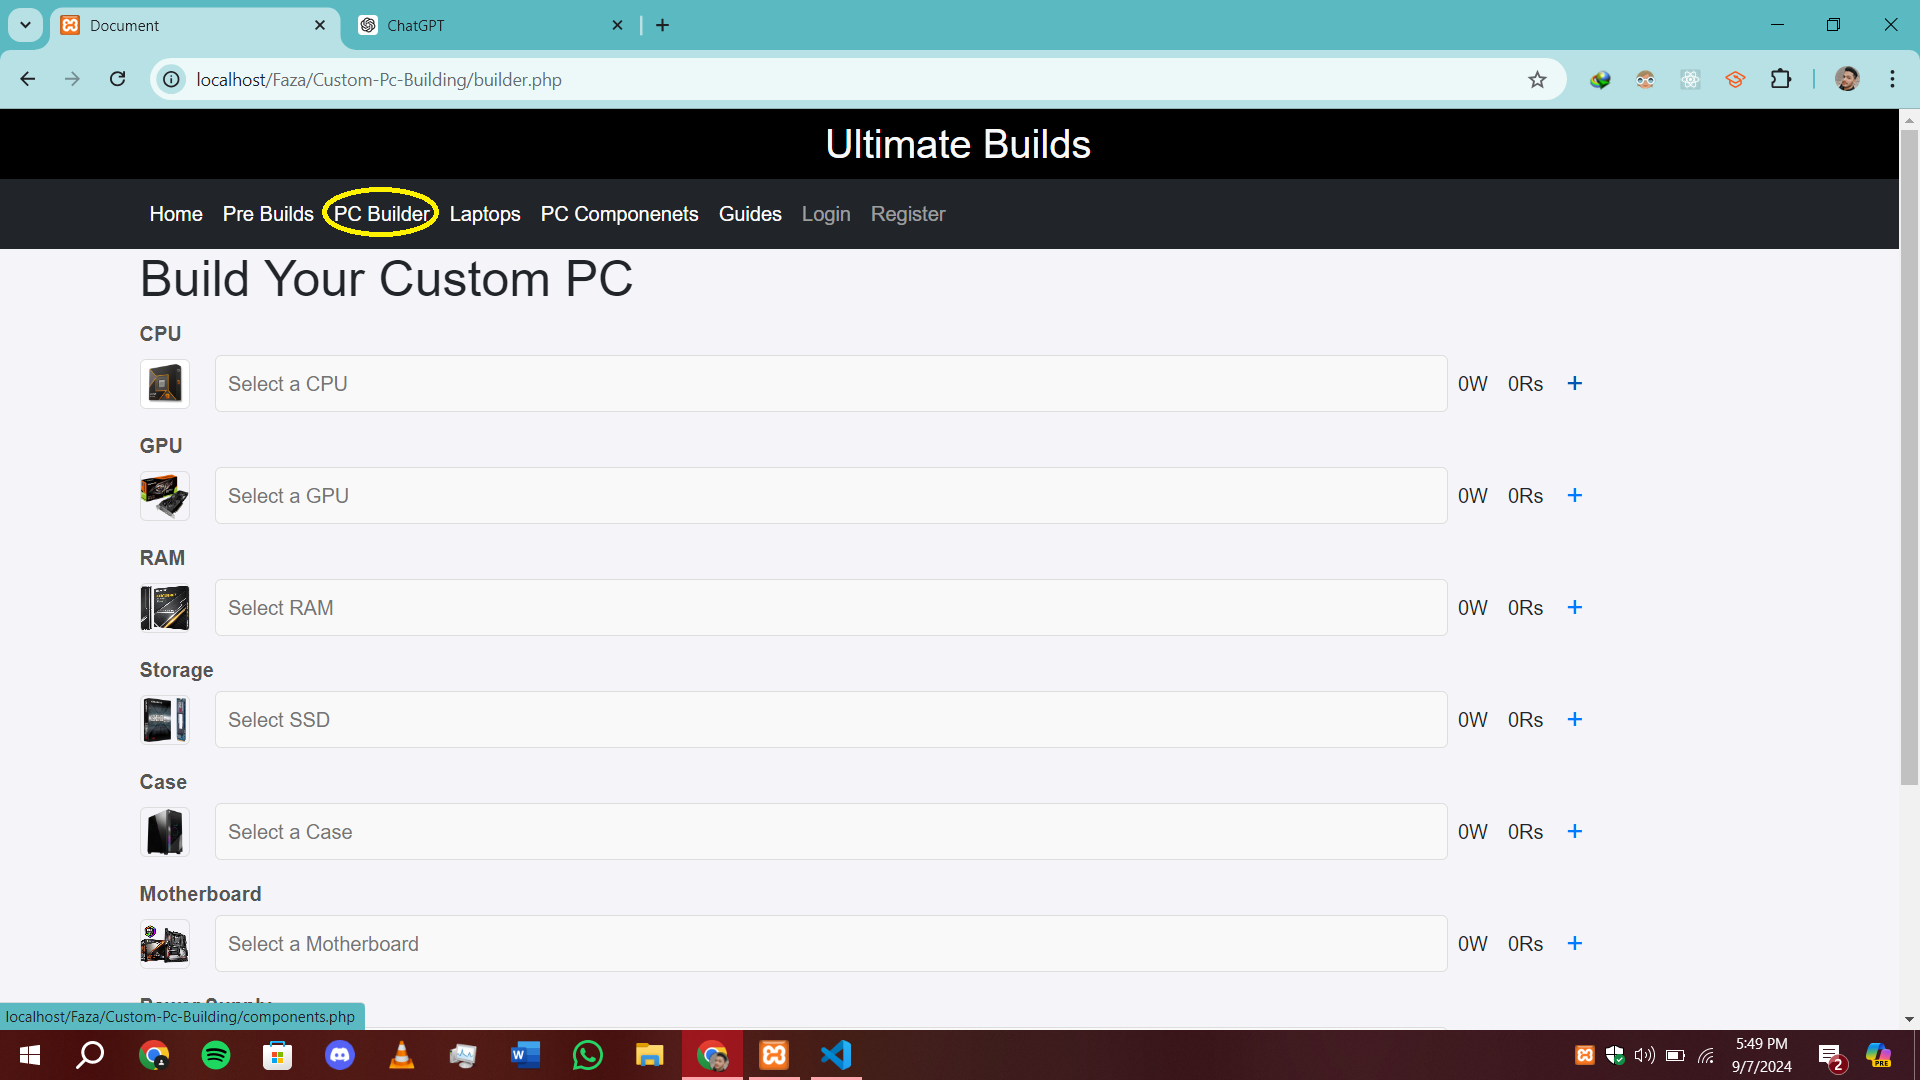 Document
ChatGPT
localhost/Faza/Custom-Pc-Building/builder.php
Ultimate Builds
Home Pre Builds PC Builder Laptops PC Componenets Guides Login Register
Build Your Custom PC
CPU
Select a CPU 0W 0Rs +
GPU
Select a GPU 0W 0Rs +
RAM
Select RAM 0W 0Rs +
Storage
Select SSD 0W 0Rs +
Case
Select a Case 0W 0Rs +
Motherboard
Select a Motherboard 0W 0Rs +
Power Supply
localhost/Faza/Custom-Pc-Building/components.php
5:49 PM
9/7/2024
2
PRE